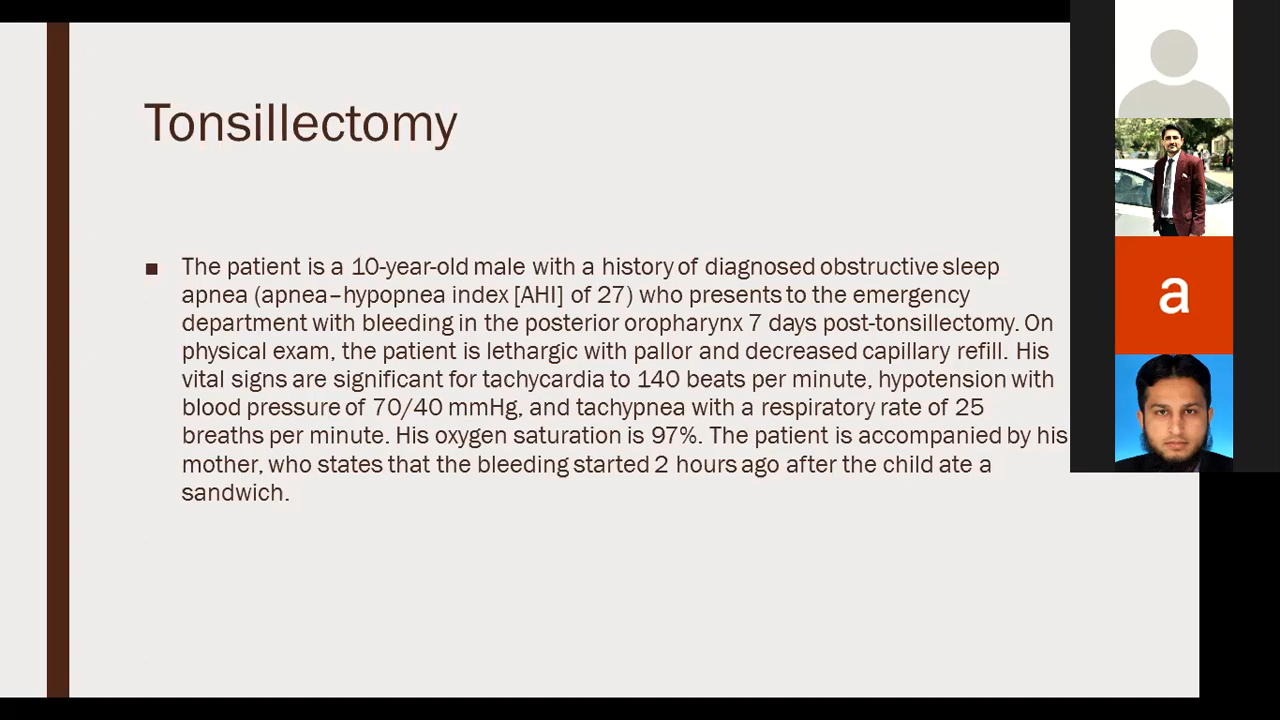 Tonsillectomy
■ The patient is a 10-year-old male with a history of diagnosed obstructive sleep
apnea (apnea–hypopnea index [AHI] of 27) who presents to the emergency
department with bleeding in the posterior oropharynx 7 days post-tonsillectomy. On
physical exam, the patient is lethargic with pallor and decreased capillary refill. His
vital signs are significant for tachycardia to 140 beats per minute, hypotension with
blood pressure of 70/40 mmHg, and tachypnea with a respiratory rate of 25
breaths per minute. His oxygen saturation is 97%. The patient is accompanied by his
mother, who states that the bleeding started 2 hours ago after the child ate a
sandwich.
a